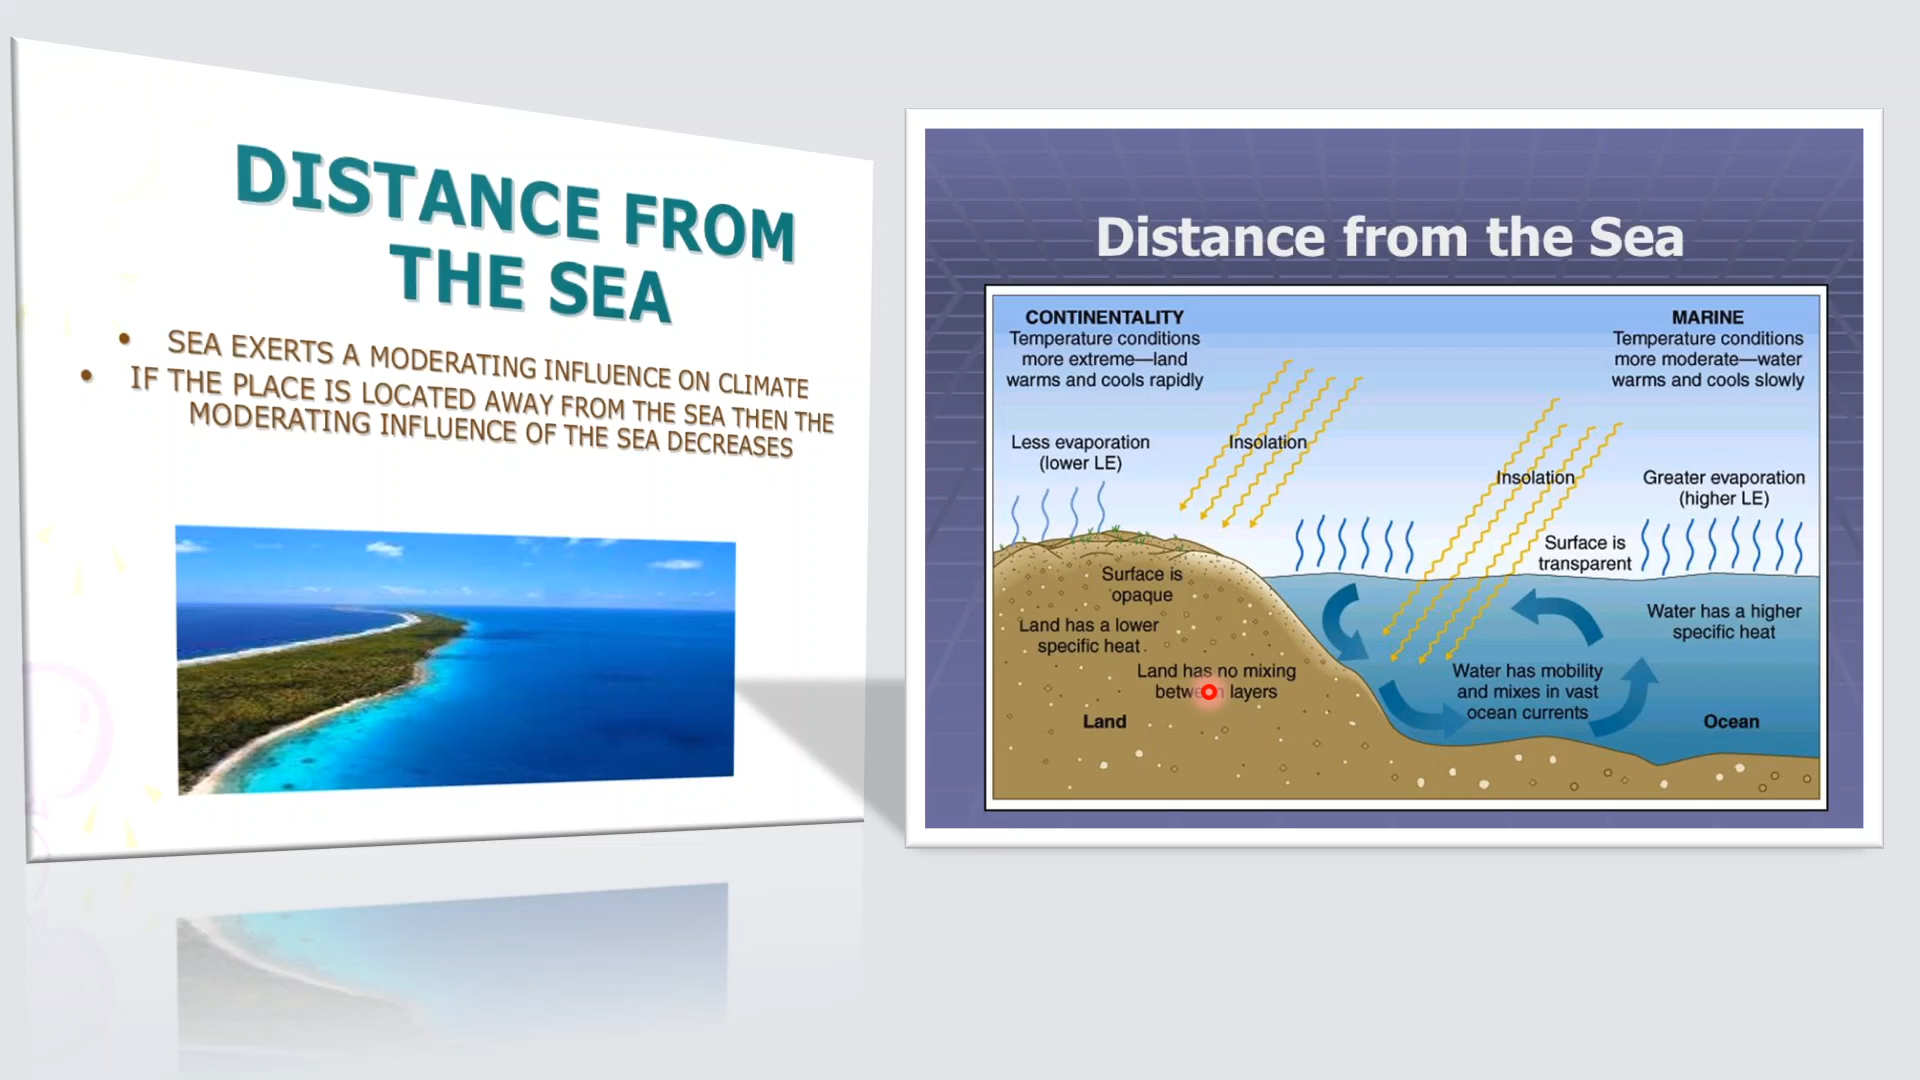 DISTANCE FROM
THE SEA
• SEA EXERTS A MODERATING INFLUENCE ON CLIMATE
• IF THE PLACE IS LOCATED AWAY FROM THE SEA THEN THE
MODERATING INFLUENCE OF THE SEA DECREASES
Distance from the Sea
CONTINENTALITY
Temperature conditions
more extreme—land
warms and cools rapidly
MARINE
Temperature conditions
more moderate—water
warms and cools slowly
Less evaporation
(lower LE)
Insolation
Insolation
Greater evaporation
(higher LE)
Surface is
transparent
Surface is
opaque
Land has a lower
specific heat
Land has no mixing
between layers
Land
Water has a higher
specific heat
Water has mobility
and mixes in vast
ocean currents
Ocean